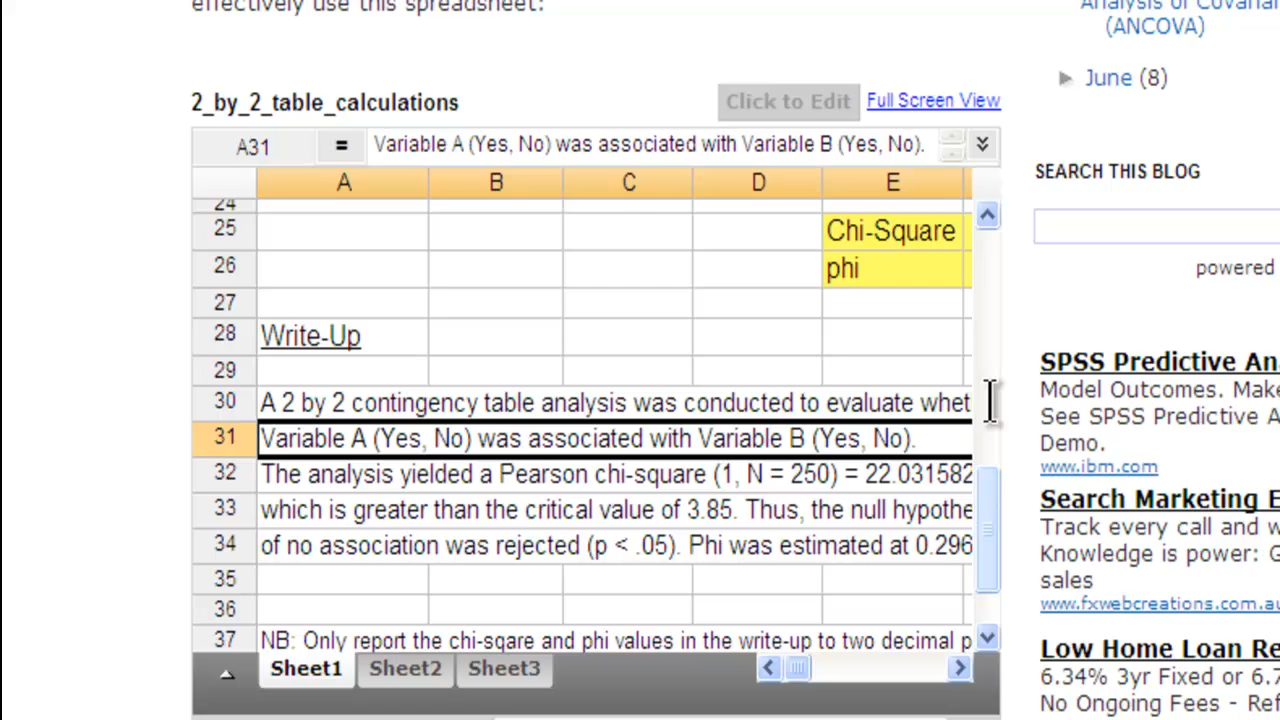 effectively use this spreadsheet:
Analysis of Covarian
(ANCOVA)
► June (8)
2_by_2_table_calculations
Click to Edit
Full Screen View
A31 = Variable A (Yes, No) was associated with Variable B (Yes, No).
A B C D E
24
25 Chi-Square
26 phi
27
28 Write-Up
29
30 A 2 by 2 contingency table analysis was conducted to evaluate whet
31 Variable A (Yes, No) was associated with Variable B (Yes, No).
32 The analysis yielded a Pearson chi-square (1, N = 250) = 22.031582
33 which is greater than the critical value of 3.85. Thus, the null hypothe
34 of no association was rejected (p < .05). Phi was estimated at 0.296
35
36
37 NB: Only report the chi-sqare and phi values in the write-up to two decimal p
Sheet1 Sheet2 Sheet3
SEARCH THIS BLOG
powered
SPSS Predictive An
Model Outcomes. Make
See SPSS Predictive A
Demo.
www.ibm.com
Search Marketing E
Track every call and w
Knowledge is power: G
sales
www.fxwebcreations.com.au
Low Home Loan Re
6.34% 3yr Fixed or 6.7
No Ongoing Fees - Ref